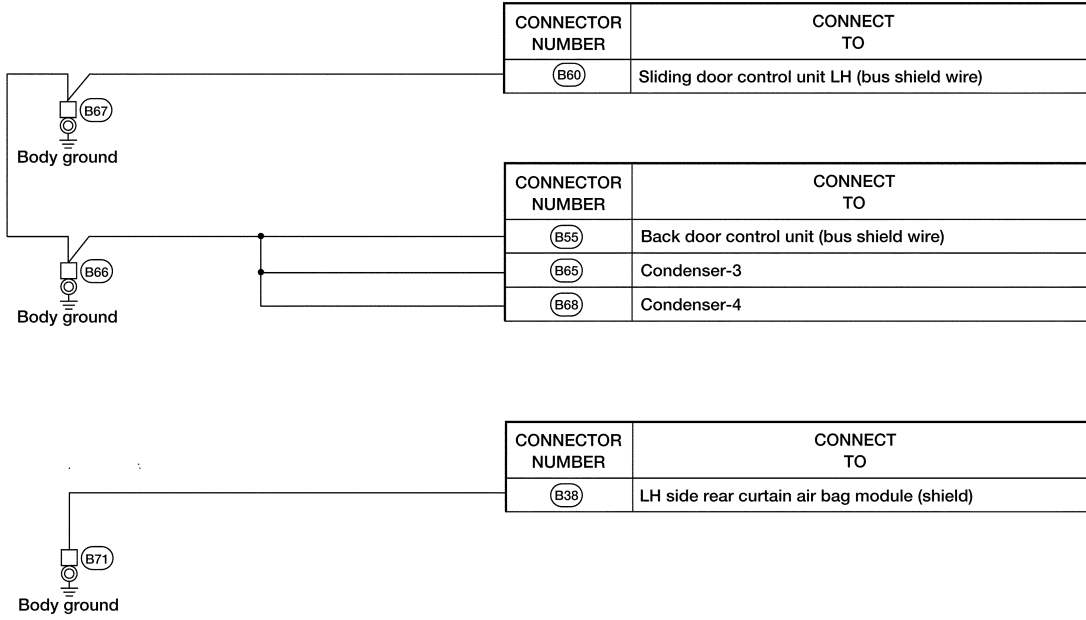 CONNECTOR
NUMBER
CONNECT
TO
B60
Sliding door control unit LH (bus shield wire)
B67
Body ground
CONNECTOR
NUMBER
CONNECT
TO
B55
Back door control unit (bus shield wire)
B65
Condenser-3
B68
Condenser-4
B66
Body ground
CONNECTOR
NUMBER
CONNECT
TO
B38
LH side rear curtain air bag module (shield)
B71
Body ground